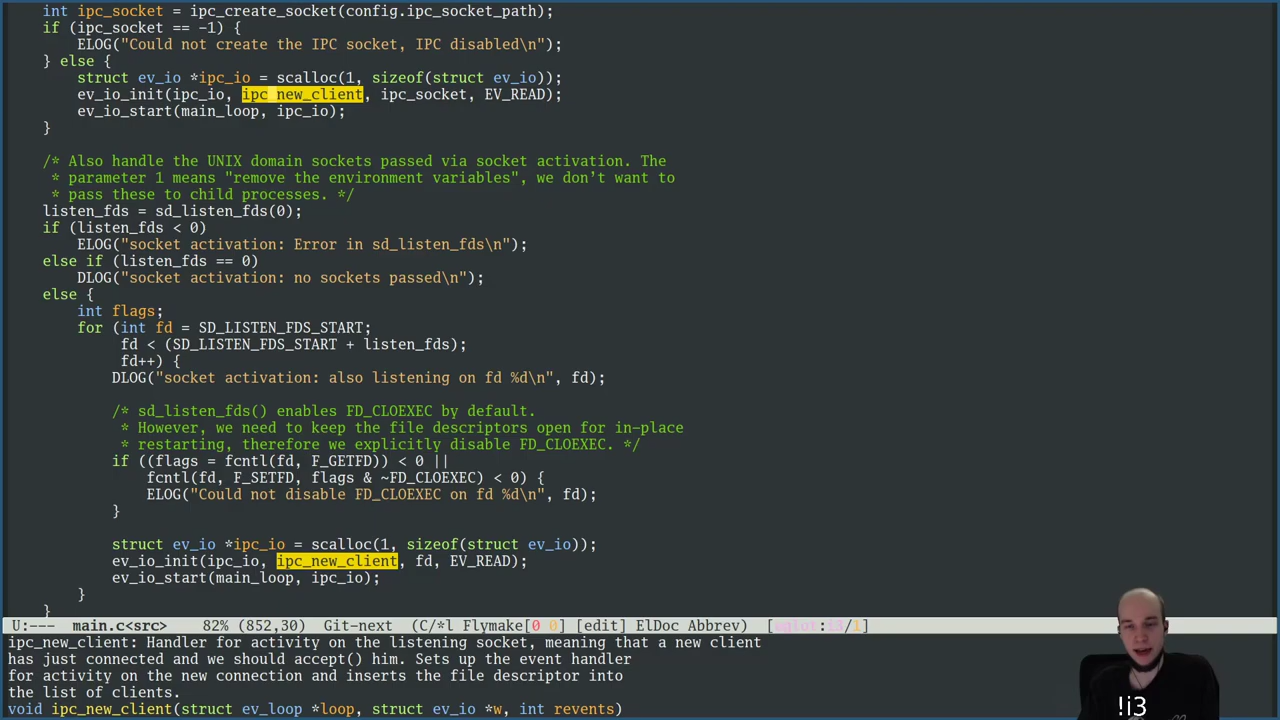 int ipc_socket = ipc_create_socket(config.ipc_socket_path);
if (ipc_socket == -1) {
ELOG("Could not create the IPC socket, IPC disabled\n");
} else {
struct ev_io *ipc_io = scalloc(1, sizeof(struct ev_io));
ev_io_init(ipc_io, ipc_new_client, ipc_socket, EV_READ);
ev_io_start(main_loop, ipc_io);
}
/* Also handle the UNIX domain sockets passed via socket activation. The
* parameter 1 means "remove the environment variables", we don’t want to
* pass these to child processes. */
listen_fds = sd_listen_fds(0);
if (listen_fds < 0)
ELOG("socket activation: Error in sd_listen_fds\n");
else if (listen_fds == 0)
DLOG("socket activation: no sockets passed\n");
else {
int flags;
for (int fd = SD_LISTEN_FDS_START;
fd < (SD_LISTEN_FDS_START + listen_fds);
fd++) {
DLOG("socket activation: also listening on fd %d\n", fd);
/* sd_listen_fds() enables FD_CLOEXEC by default.
* However, we need to keep the file descriptors open for in-place
* restarting, therefore we explicitly disable FD_CLOEXEC. */
if ((flags = fcntl(fd, F_GETFD)) < 0 ||
fcntl(fd, F_SETFD, flags & ~FD_CLOEXEC) < 0) {
ELOG("Could not disable FD_CLOEXEC on fd %d\n", fd);
}
struct ev_io *ipc_io = scalloc(1, sizeof(struct ev_io));
ev_io_init(ipc_io, ipc_new_client, fd, EV_READ);
ev_io_start(main_loop, ipc_io);
}
}
U:--- main.c<src> 82% (852,30) Git-next (C/*l Flymake[0 0] [edit] ElDoc Abbrev) [eglot:i3/1]
ipc_new_client: Handler for activity on the listening socket, meaning that a new client
has just connected and we should accept() him. Sets up the event handler
for activity on the new connection and inserts the file descriptor into
the list of clients.
void ipc_new_client(struct ev_loop *loop, struct ev_io *w, int revents)
!i3